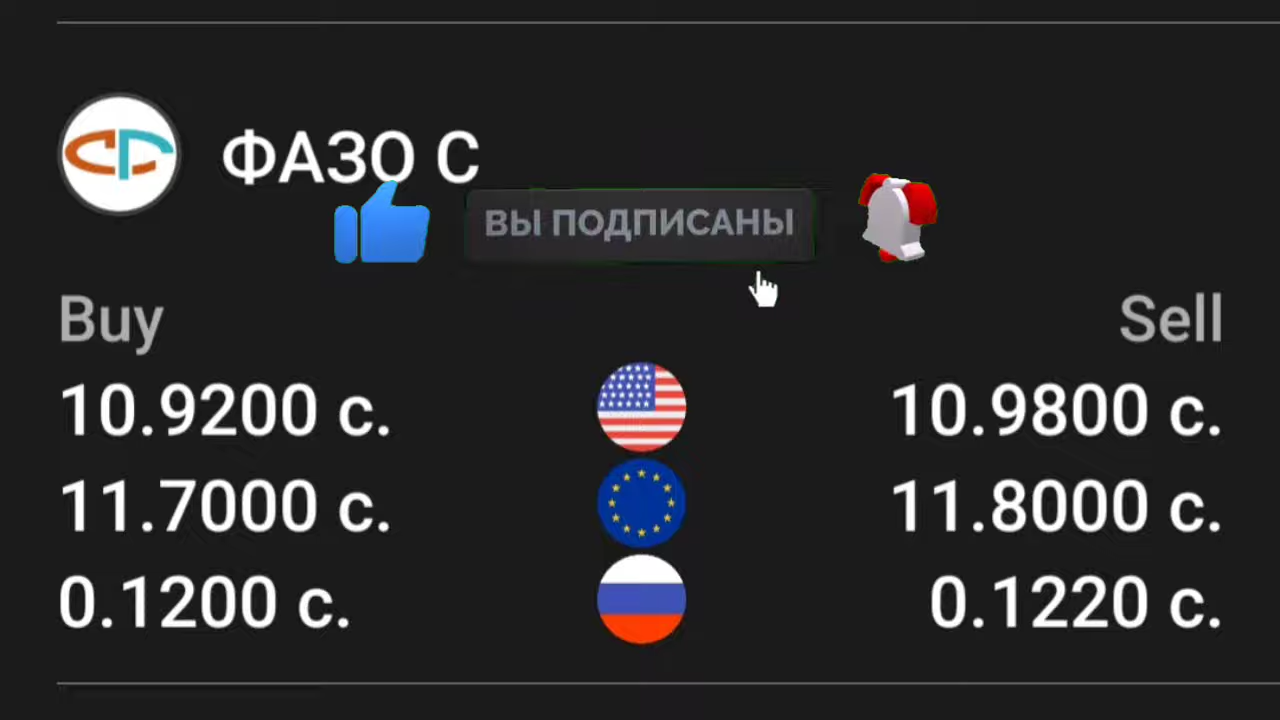 ФАЗО С
ВЫ ПОДПИСАНЫ
Buy Sell
10.9200 с. 10.9800 с.
11.7000 с. 11.8000 с.
0.1200 с. 0.1220 с.